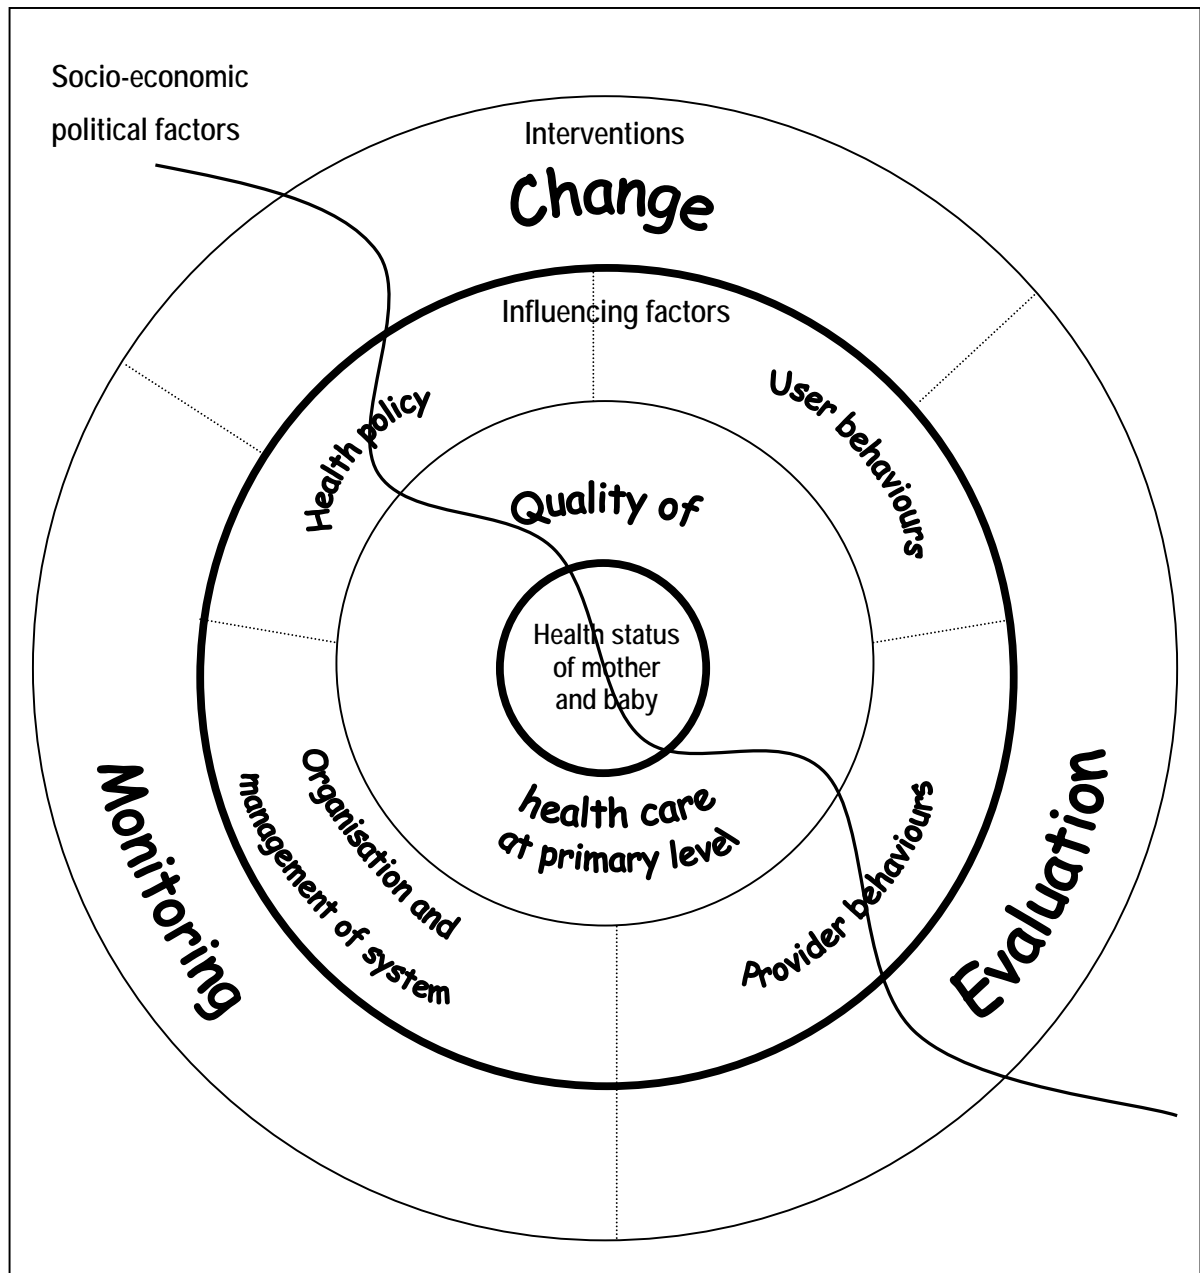 Socio-economic
political factors
Interventions
Change
Influencing factors
Health policy
User behaviours
Quality of
Health status
of mother
and baby
health care
at primary level
Organisation and
management of system
Provider behaviours
Monitoring
Evaluation